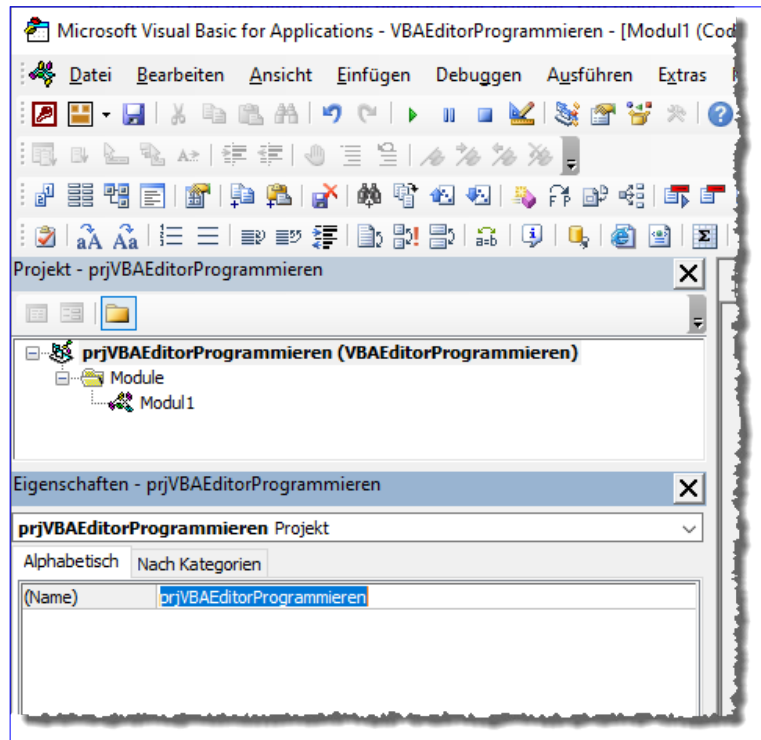 Microsoft Visual Basic for Applications - VBAEditorProgrammieren - [Modul1 (Cod
Datei Bearbeiten Ansicht Einfügen Debuggen Ausführen Extras
Projekt - prjVBAEditorProgrammieren
prjVBAEditorProgrammieren (VBAEditorProgrammieren)
Module
Modul1
Eigenschaften - prjVBAEditorProgrammieren
prjVBAEditorProgrammieren Projekt
Alphabetisch Nach Kategorien
(Name) prjVBAEditorProgrammieren